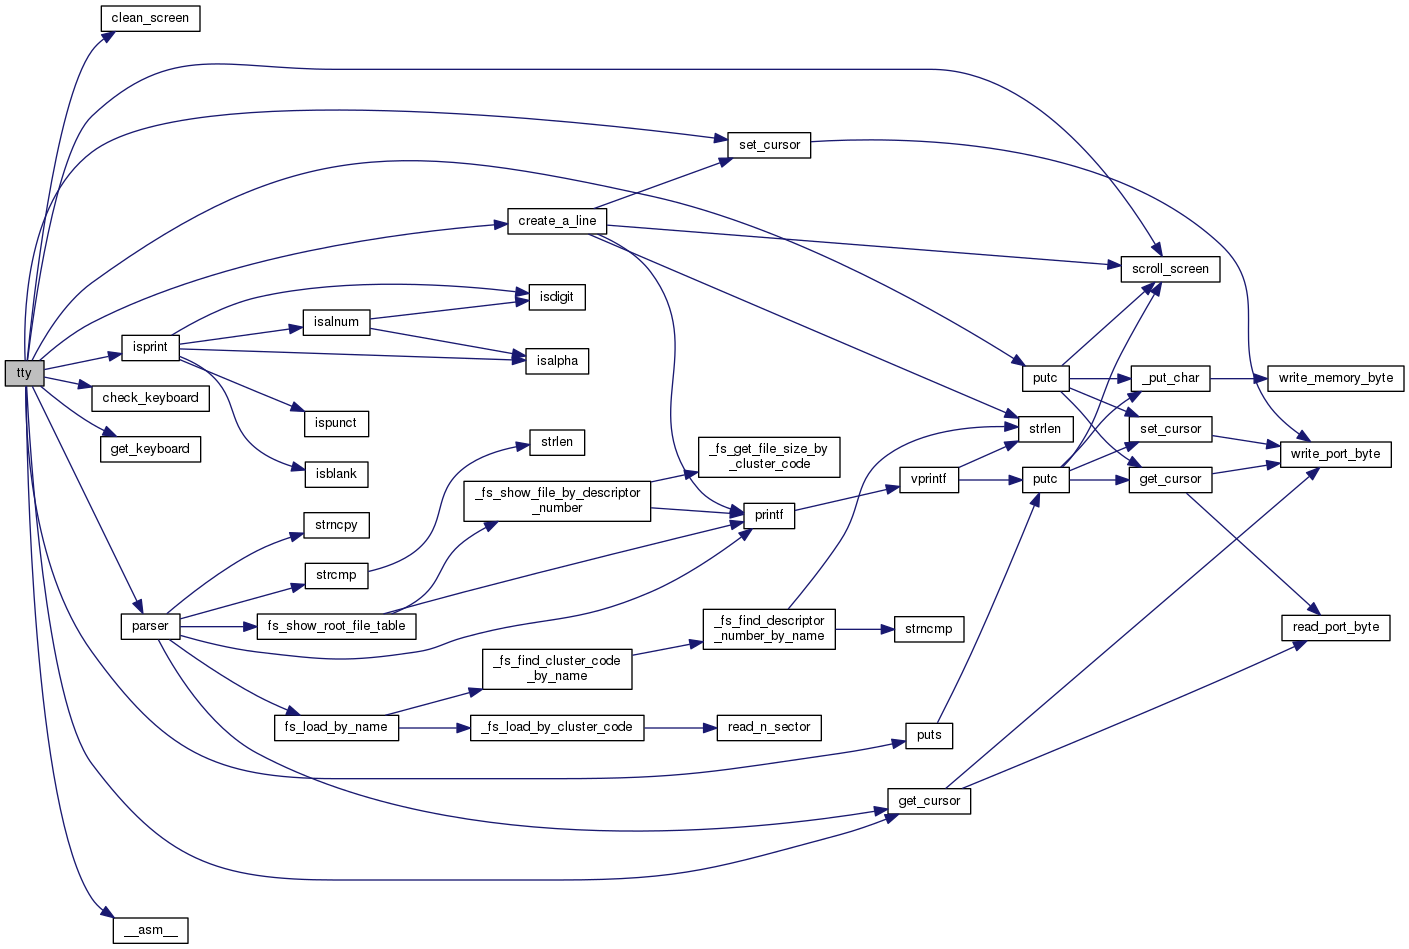 clean_screen
set_cursor
create_a_line
scroll_screen
isdigit
isalnum
isprint
isalpha
tty
putc
_put_char
write_memory_byte
check_keyboard
ispunct
strlen
set_cursor
get_keyboard
strlen
_fs_get_file_size_by
_cluster_code
write_port_byte
isblank
vprintf
putc
get_cursor
_fs_show_file_by_descriptor
_number
printf
strncpy
strcmp
parser
fs_show_root_file_table
_fs_find_descriptor
_number_by_name
strncmp
read_port_byte
_fs_find_cluster_code
_by_name
fs_load_by_name
_fs_load_by_cluster_code
read_n_sector
puts
get_cursor
__asm__